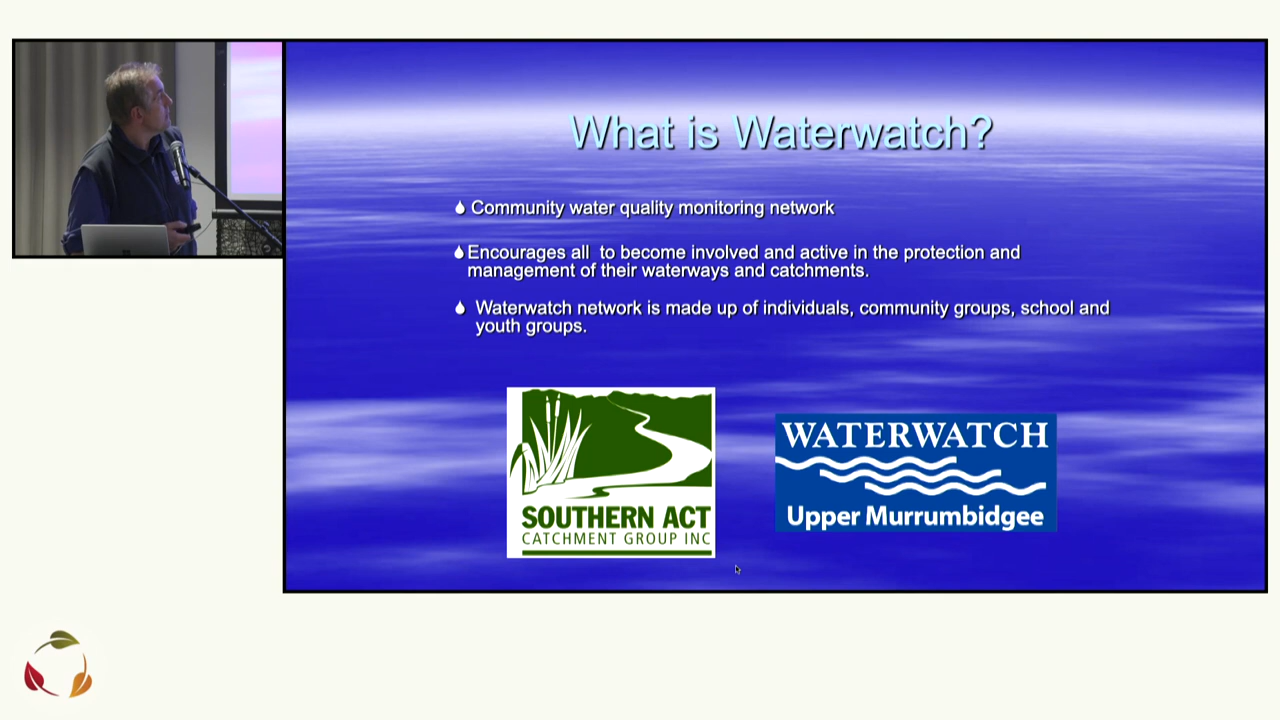 What is Waterwatch?
Community water quality monitoring network
Encourages all  to become involved and active in the protection and
management of their waterways and catchments.
Waterwatch network is made up of individuals, community groups, school and
youth groups.
SOUTHERN ACT
CATCHMENT GROUP INC
WATERWATCH
Upper Murrumbidgee